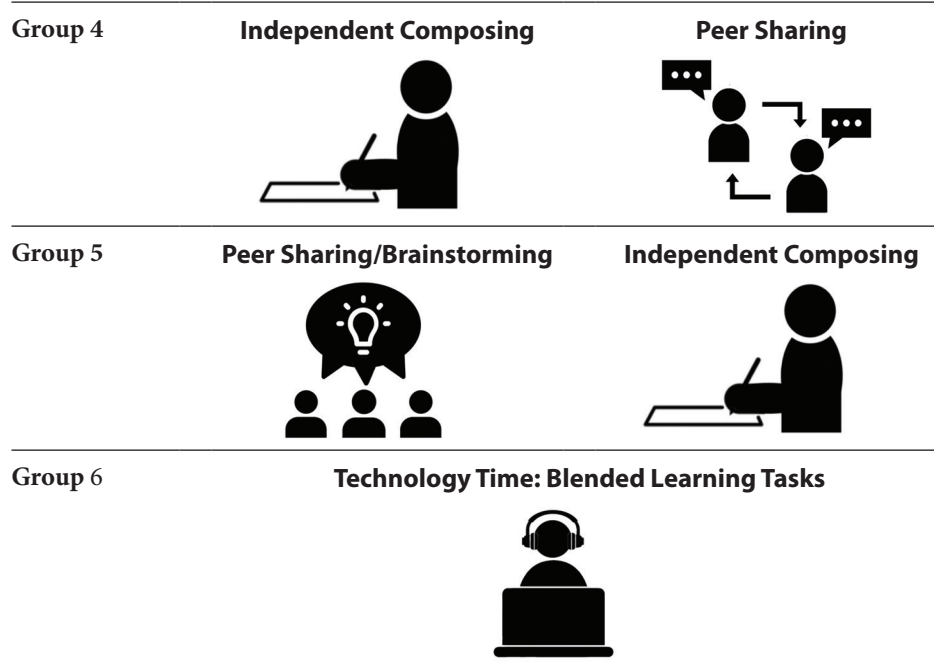 Group 4 Independent Composing Peer Sharing
Group 5 Peer Sharing/Brainstorming Independent Composing
Group 6 Technology Time: Blended Learning Tasks